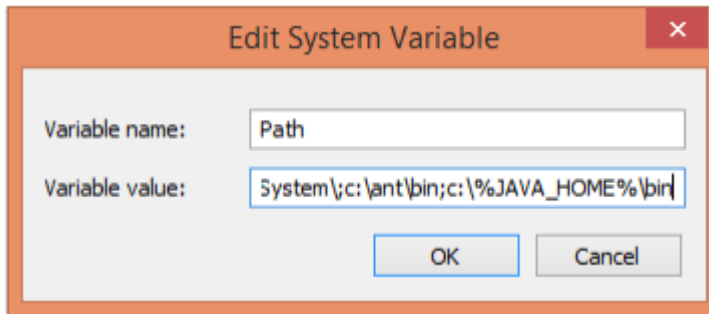 Edit System Variable
Variable name: Path
Variable value: System\;c:\ant\bin;c:\%JAVA_HOME%\bin
OK Cancel